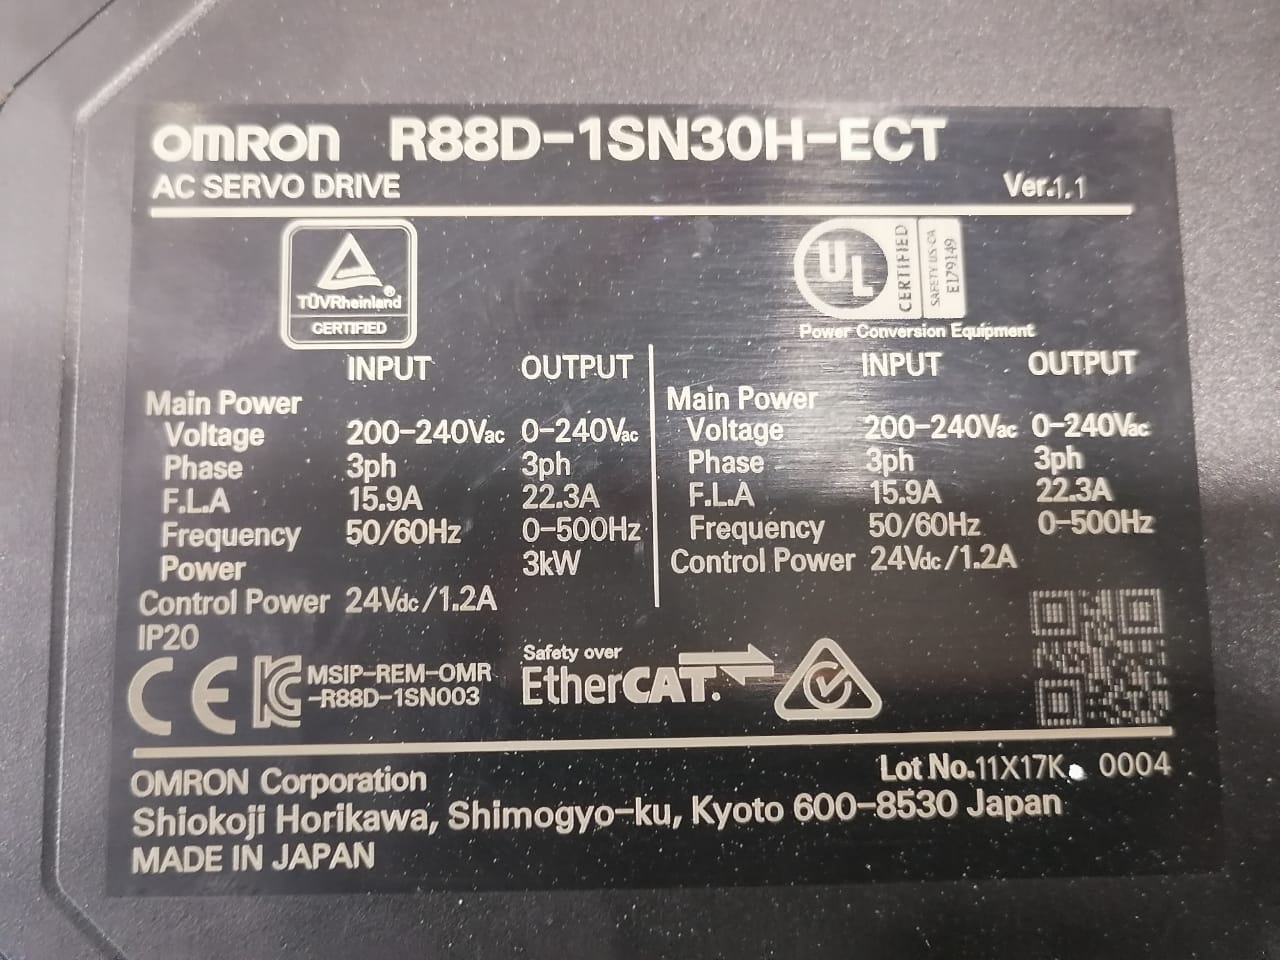 OMRON R88D-1SN30H-ECT
AC SERVO DRIVE Ver.1.1
TÜVRheinland®
CERTIFIED
UL CERTIFIED
SAFETY US-CA
E179149
Power Conversion Equipment
INPUT OUTPUT
Main Power
Voltage 200-240Vac 0-240Vac
Phase 3ph 3ph
F.L.A 15.9A 22.3A
Frequency 50/60Hz 0-500Hz
Power 3kW
Control Power 24Vdc/1.2A
IP20
INPUT OUTPUT
Main Power
Voltage 200-240Vac 0-240Vac
Phase 3ph 3ph
F.L.A 15.9A 22.3A
Frequency 50/60Hz 0-500Hz
Control Power 24Vdc/1.2A
CE KC MSIP-REM-OMR
-R88D-1SN003
Safety over
EtherCAT.
Lot No.11X17K 0004
OMRON Corporation
Shiokoji Horikawa, Shimogyo-ku, Kyoto 600-8530 Japan
MADE IN JAPAN